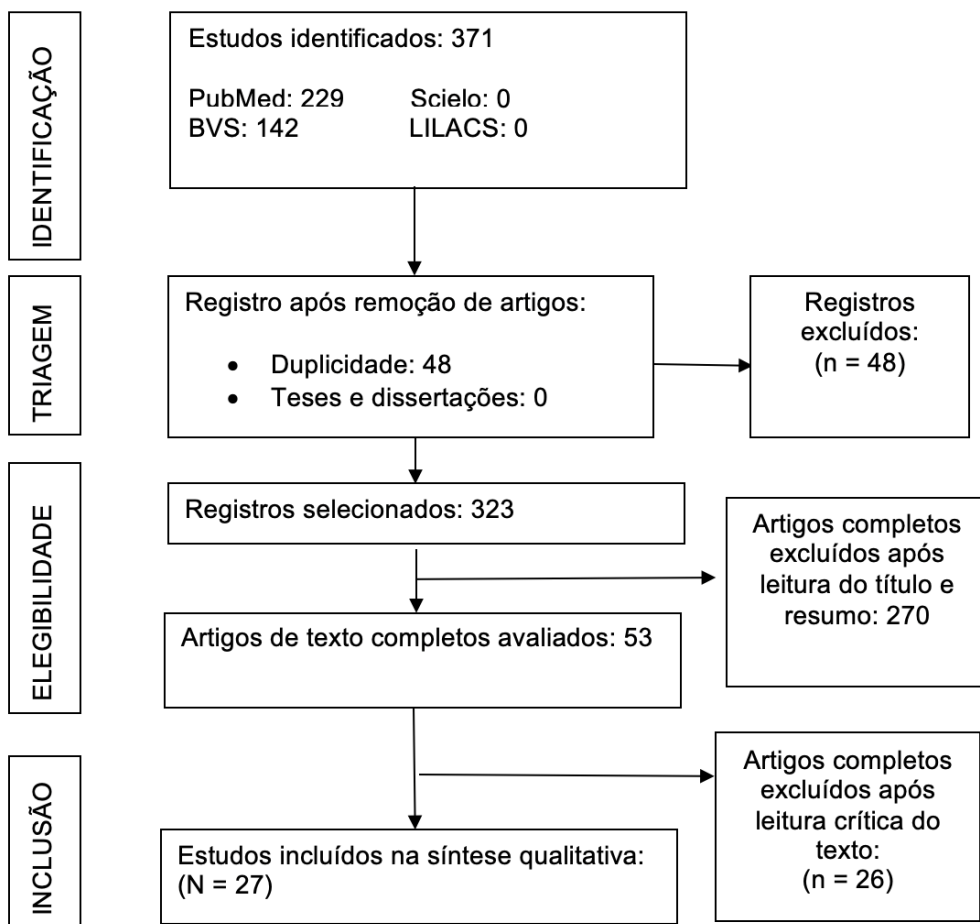 IDENTIFICAÇÃO
Estudos identificados: 371
PubMed: 229 Scielo: 0
BVS: 142 LILACS: 0
TRIAGEM
Registro após remoção de artigos:
• Duplicidade: 48
• Teses e dissertações: 0
Registros
excluídos:
(n = 48)
ELEGIBILIDADE
Registros selecionados: 323
Artigos completos
excluídos após
leitura do título e
resumo: 270
Artigos de texto completos avaliados: 53
INCLUSÃO
Artigos completos
excluídos após
leitura crítica do
texto:
(n = 26)
Estudos incluídos na síntese qualitativa:
(N = 27)